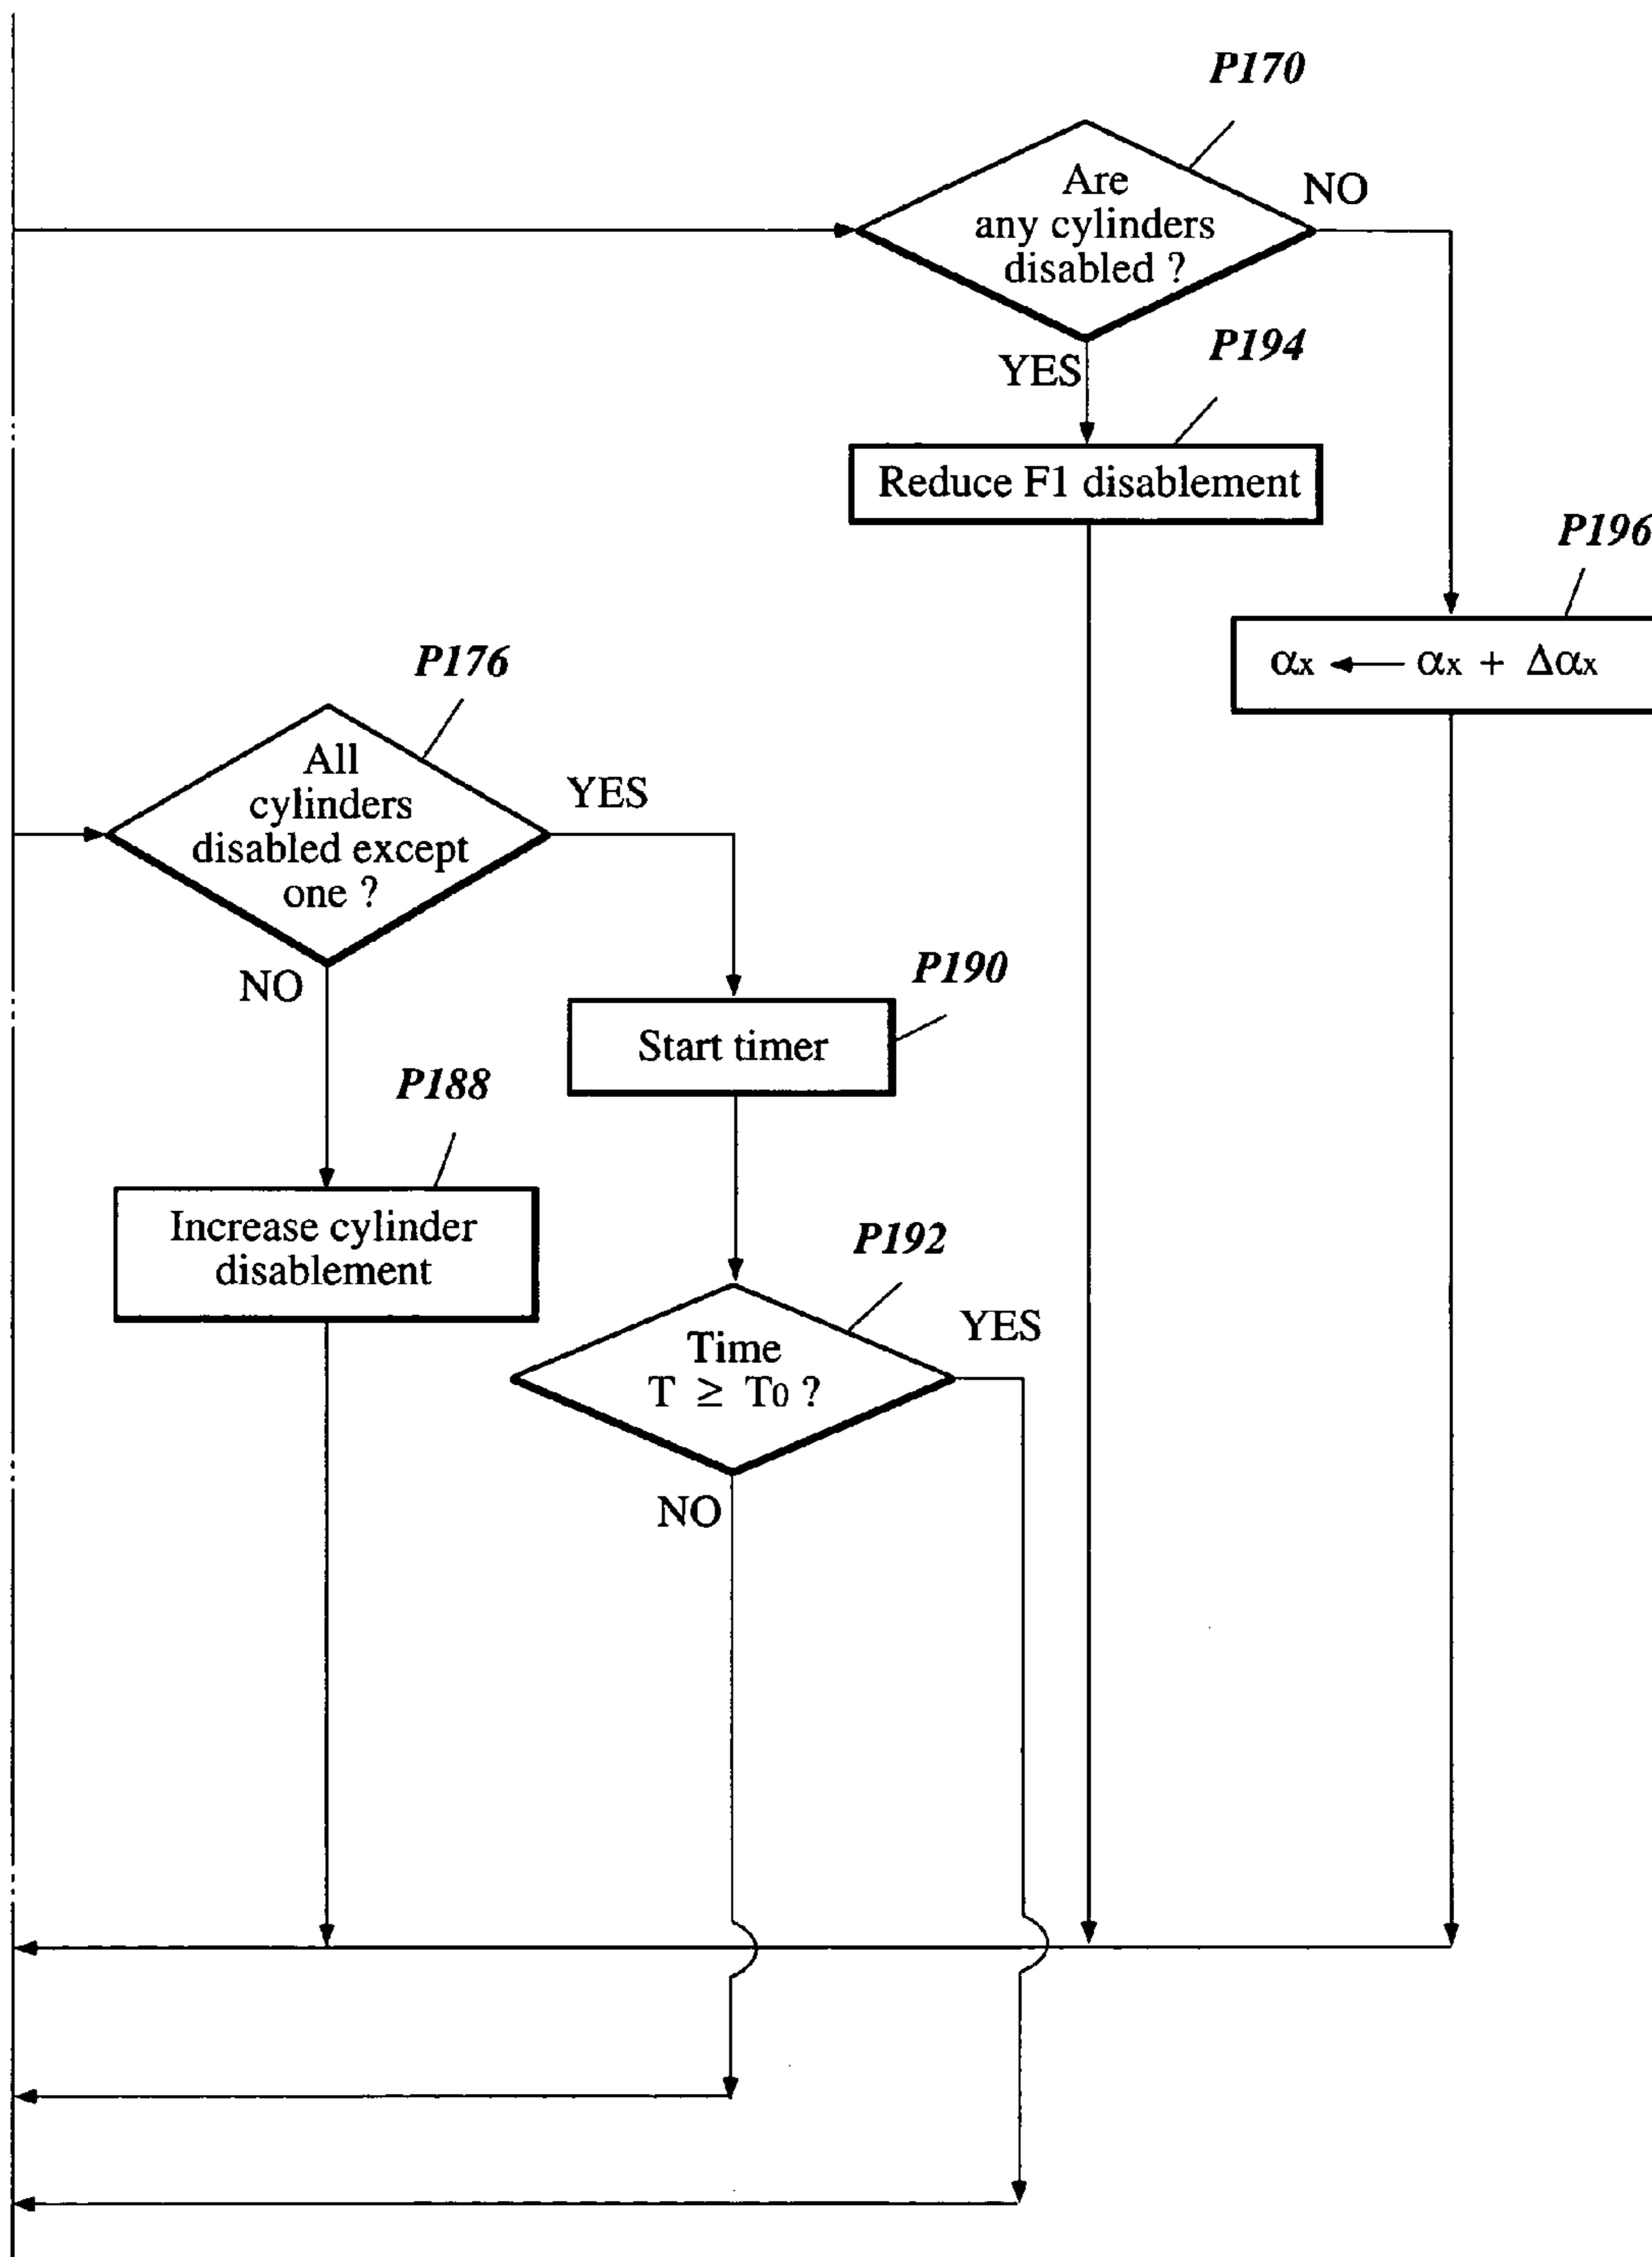 P170
Are
any cylinders
disabled ?
NO
YES
P194
Reduce F1 disablement
P196
αx ← αx + Δαx
P176
All
cylinders
disabled except
one ?
YES
NO
P190
Start timer
P188
Increase cylinder
disablement
P192
Time
T ≥ T0 ?
YES
NO